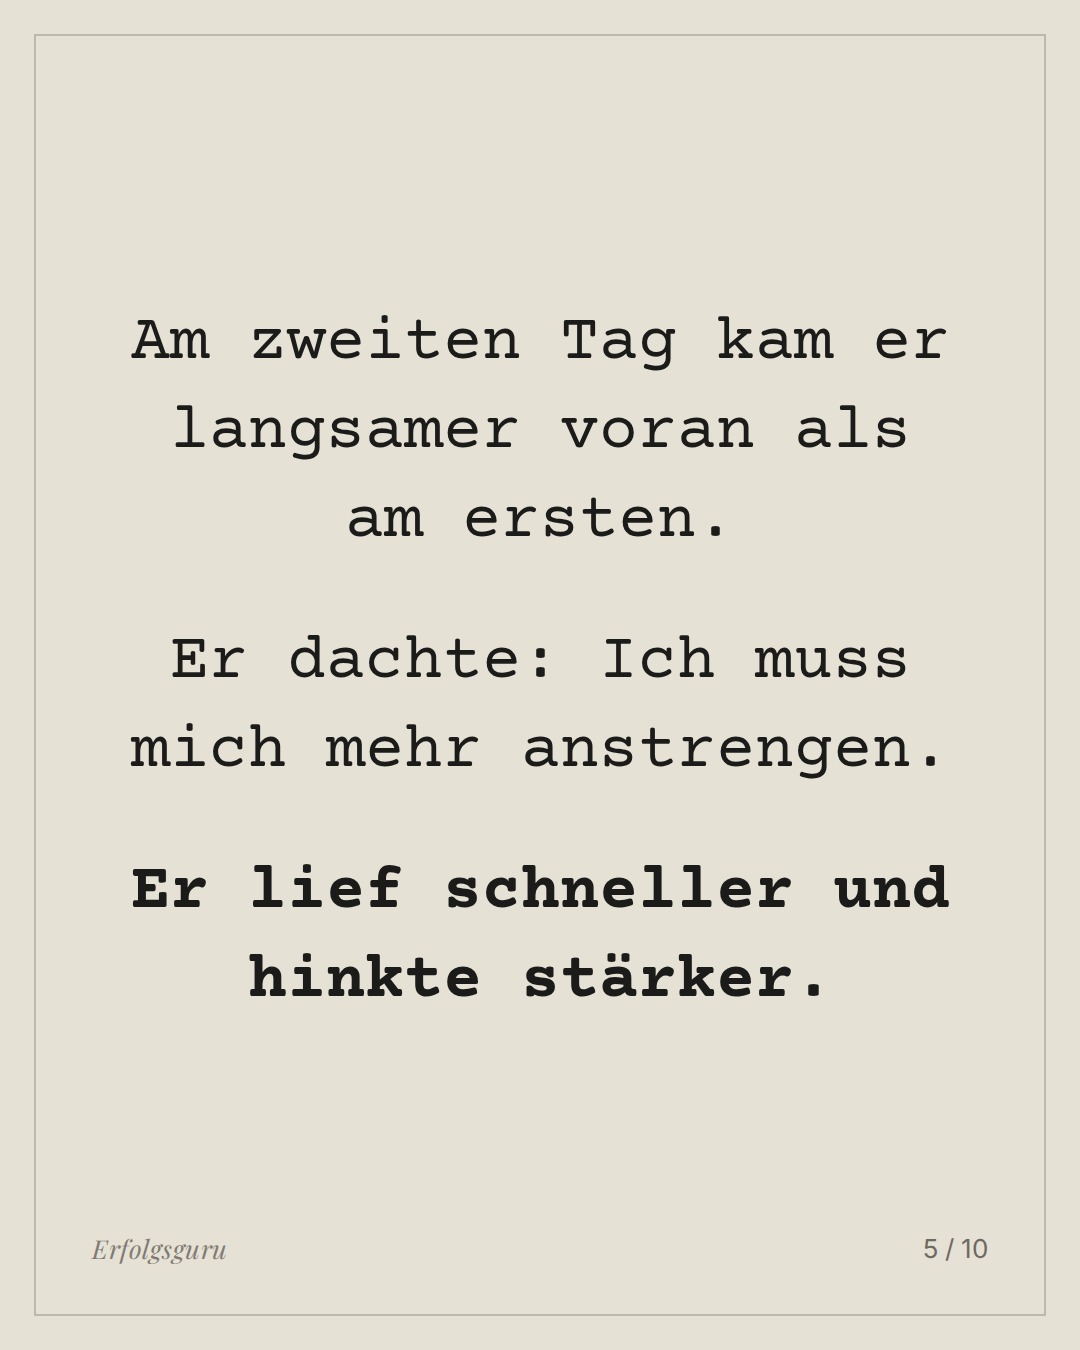 Am zweiten Tag kam er
langsamer voran als
am ersten.
Er dachte: Ich muss
mich mehr anstrengen.
Er lief schneller und
hinkte stärker.
Erfolgsguru
5 / 10